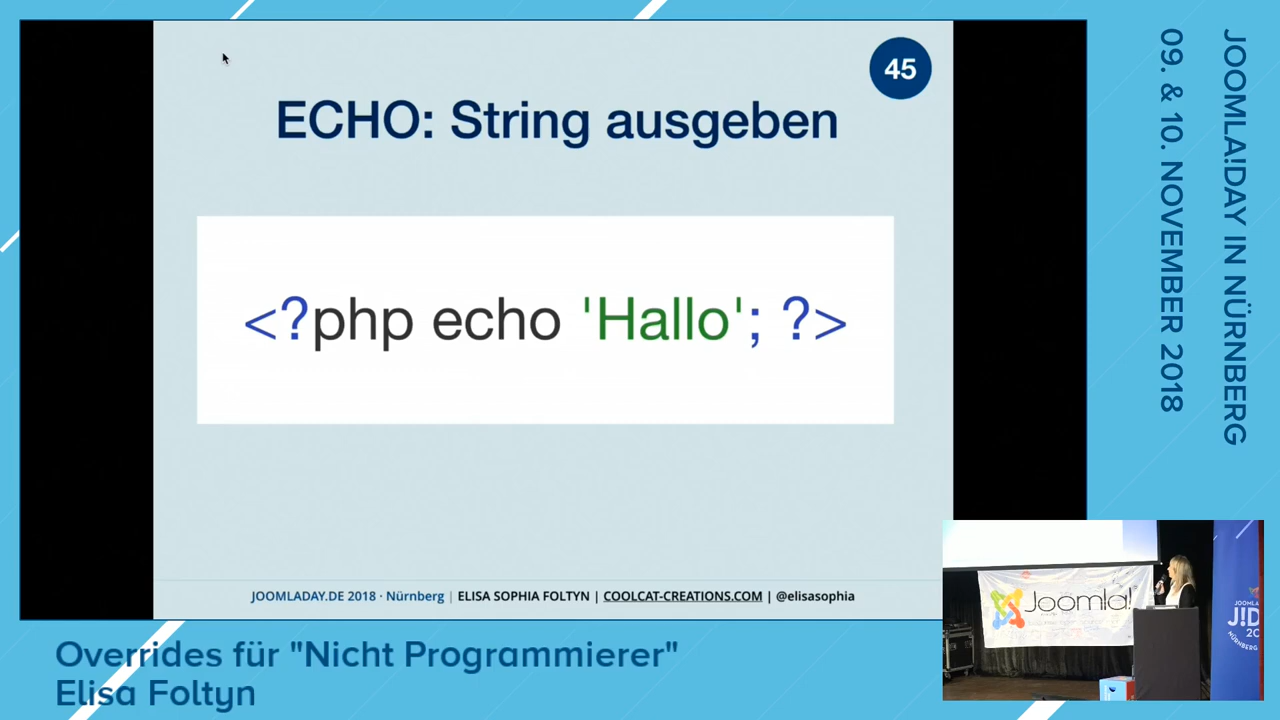 45
ECHO: String ausgeben
<?php echo 'Hallo'; ?>
JOOMLADAY.DE 2018 · Nürnberg | ELISA SOPHIA FOLTYN | COOLCAT-CREATIONS.COM | @elisasophia
JOOMLA!DAY IN NÜRNBERG
09. & 10. NOVEMBER 2018
Joomla!
NÜRNBERG
Overrides für "Nicht Programmierer"
Elisa Foltyn